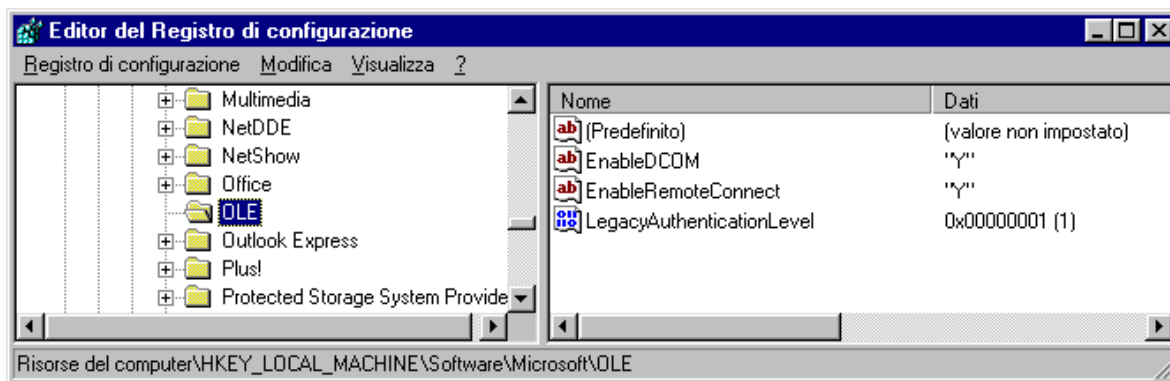 Editor del Registro di configurazione
Registro di configurazione Modifica Visualizza ?
Multimedia
NetDDE
NetShow
Office
OLE
Outlook Express
Plus!
Protected Storage System Provide
Nome Dati
(Predefinito) (valore non impostato)
EnableDCOM "Y"
EnableRemoteConnect "Y"
LegacyAuthenticationLevel 0x00000001 (1)
Risorse del computer\HKEY_LOCAL_MACHINE\Software\Microsoft\OLE